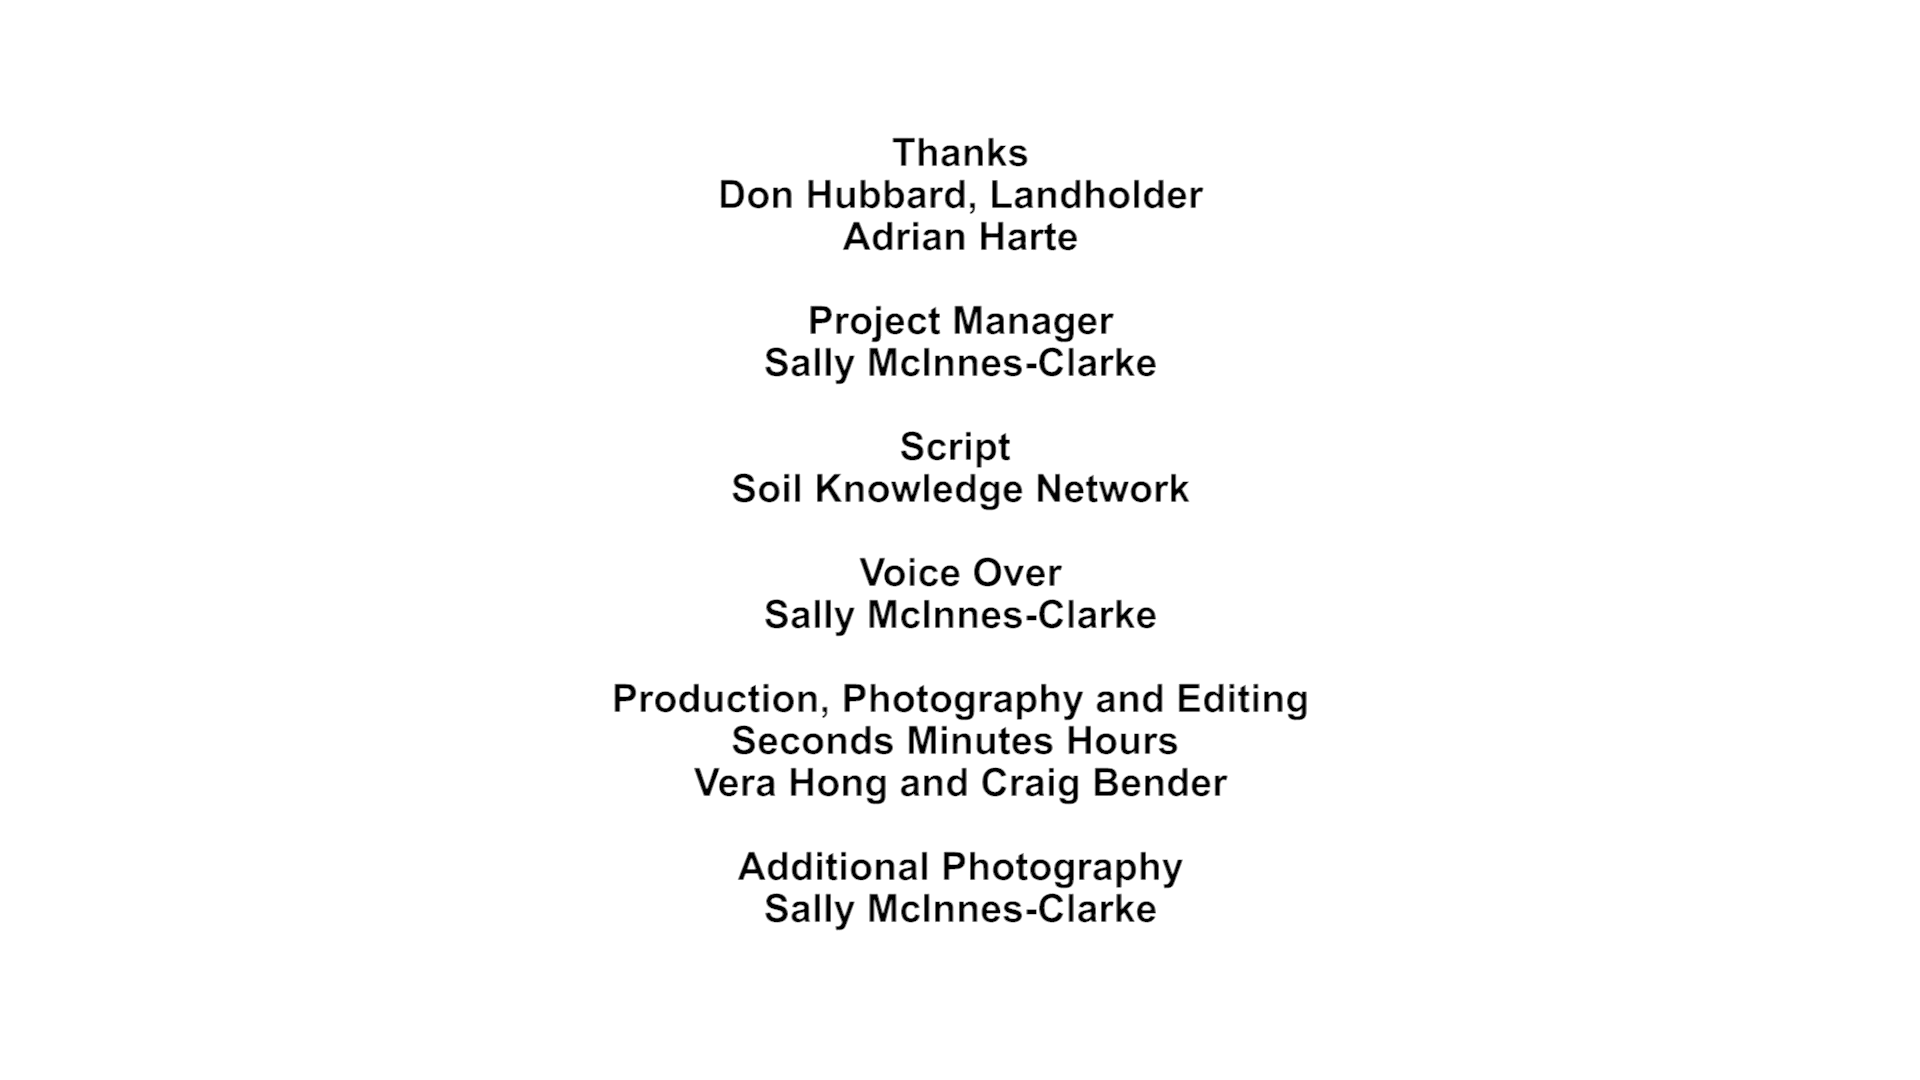 Thanks
Don Hubbard, Landholder
Adrian Harte
Project Manager
Sally McInnes-Clarke
Script
Soil Knowledge Network
Voice Over
Sally McInnes-Clarke
Production, Photography and Editing
Seconds Minutes Hours
Vera Hong and Craig Bender
Additional Photography
Sally McInnes-Clarke